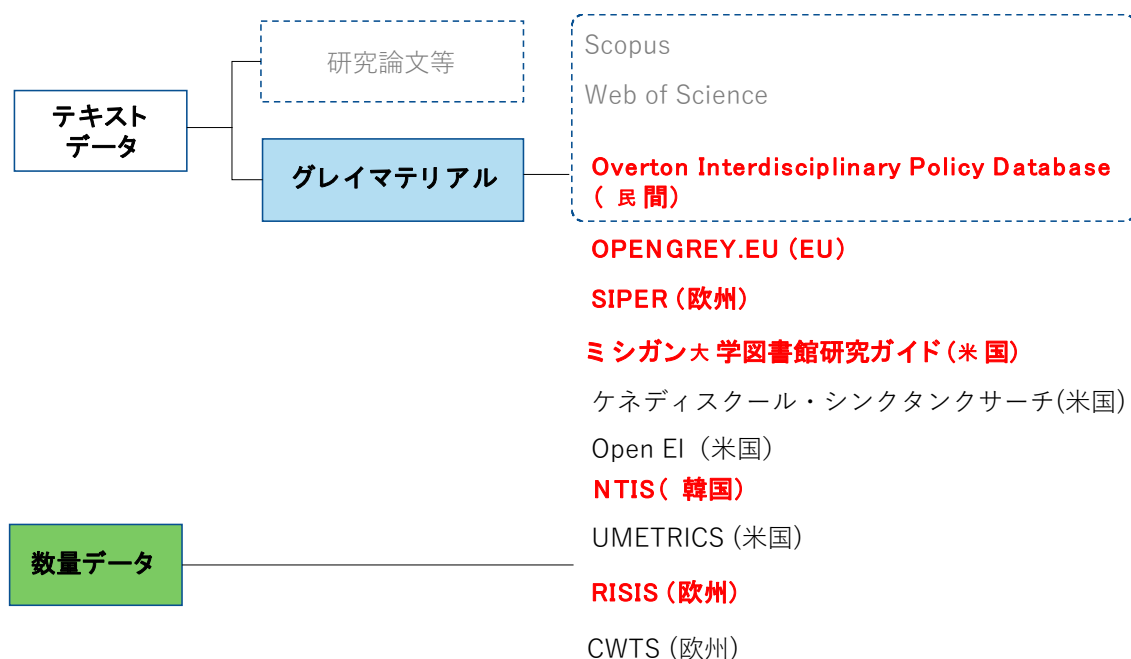 テキスト
データ
研究論文等
グレイマテリアル
Scopus
Web of Science
Overton Interdisciplinary Policy Database
( 民間)
OPENGREY.EU (EU)
SIPER (欧州)
ミシガン大学図書館研究ガイド(米国)
ケネディスクール・シンクタンクサーチ(米国)
Open EI (米国)
NTIS( 韓国)
数量データ
UMETRICS (米国)
RISIS (欧州)
CWTS (欧州)